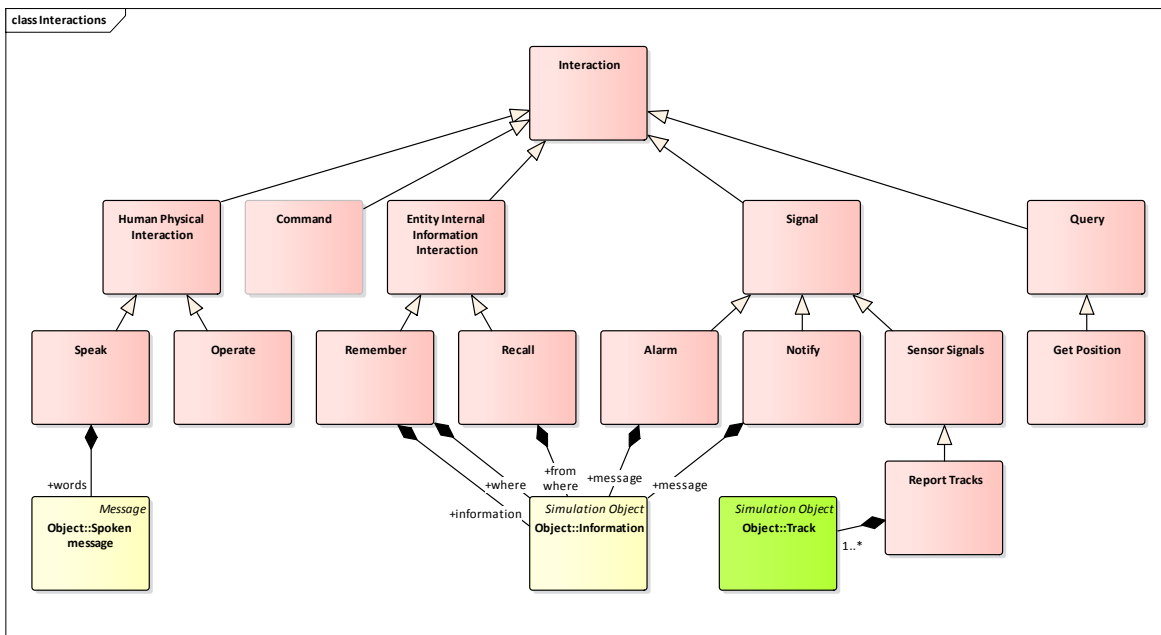 class Interactions
Interaction
Human Physical
Interaction
Command
Entity Internal
Information
Interaction
Signal
Query
Speak
Operate
Remember
Recall
Alarm
Notify
Sensor Signals
Get Position
+words
+where
+information
+from
where
+message
+message
Report Tracks
1..*
Message
Object::Spoken
message
Simulation Object
Object::Information
Simulation Object
Object::Track